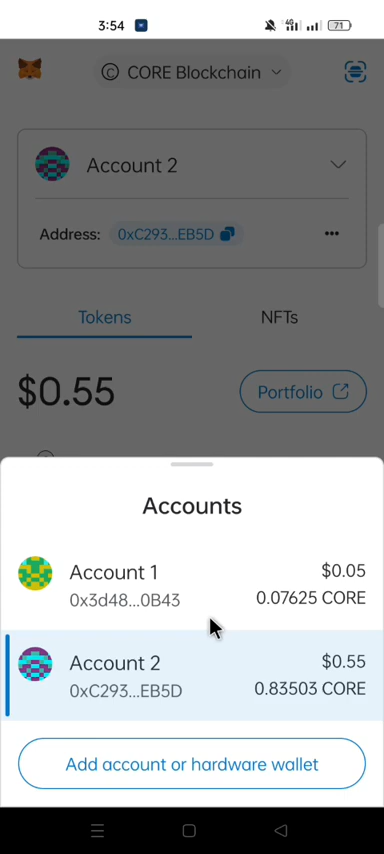 3:54
4G
71
© CORE Blockchain
Account 2
Address: 0xC293...EB5D
Tokens NFTs
$0.55 Portfolio
Accounts
Account 1 $0.05
0x3d48...0B43 0.07625 CORE
Account 2 $0.55
0xC293...EB5D 0.83503 CORE
Add account or hardware wallet